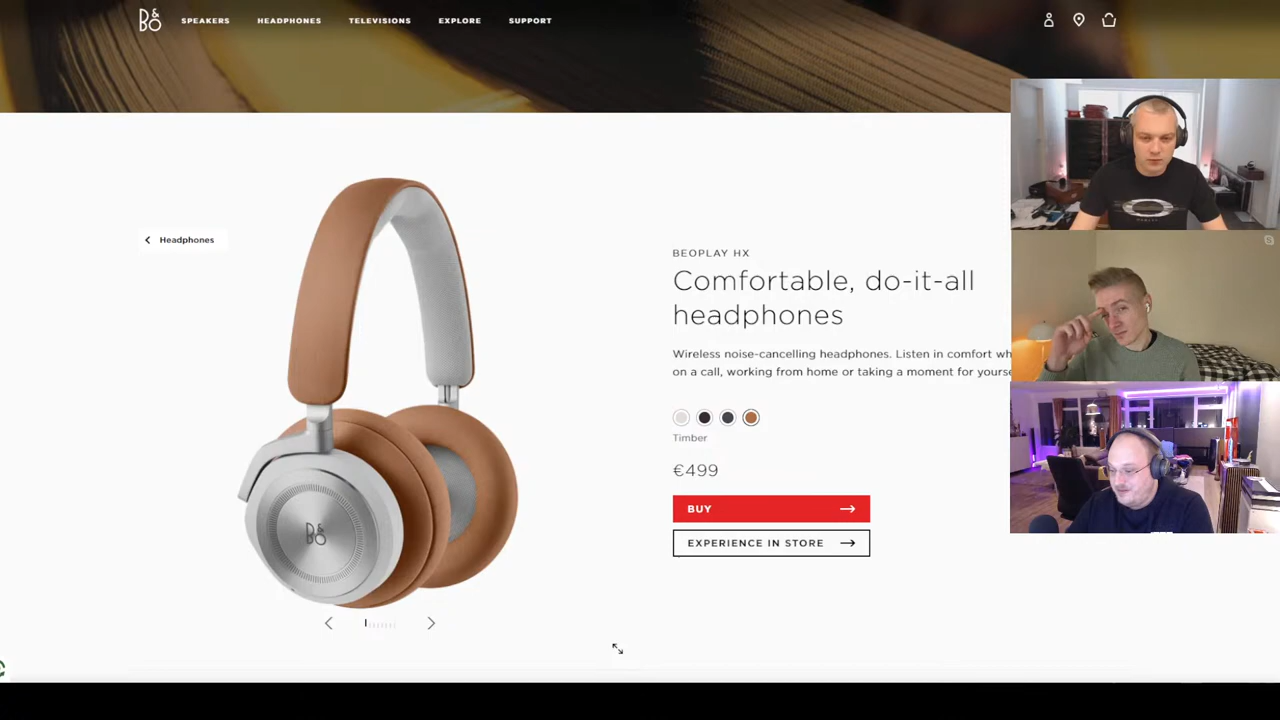 B&O SPEAKERS HEADPHONES TELEVISIONS EXPLORE SUPPORT
Headphones
BEOPLAY HX
Comfortable, do-it-all
headphones
Wireless noise-cancelling headphones. Listen in comfort wh
on a call, working from home or taking a moment for yourse
Timber
€499
BUY
EXPERIENCE IN STORE
B&O